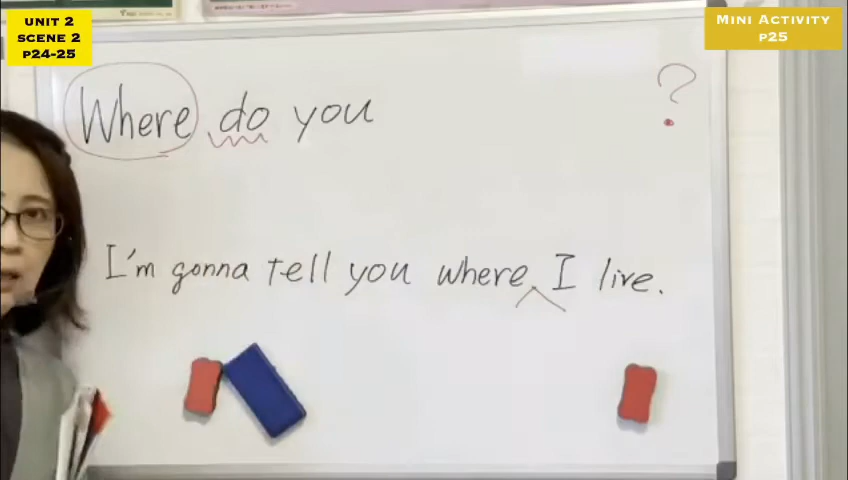 UNIT 2
SCENE 2
P24-25
MINI ACTIVITY
P25
Where do you ?
I'm gonna tell you where I live.